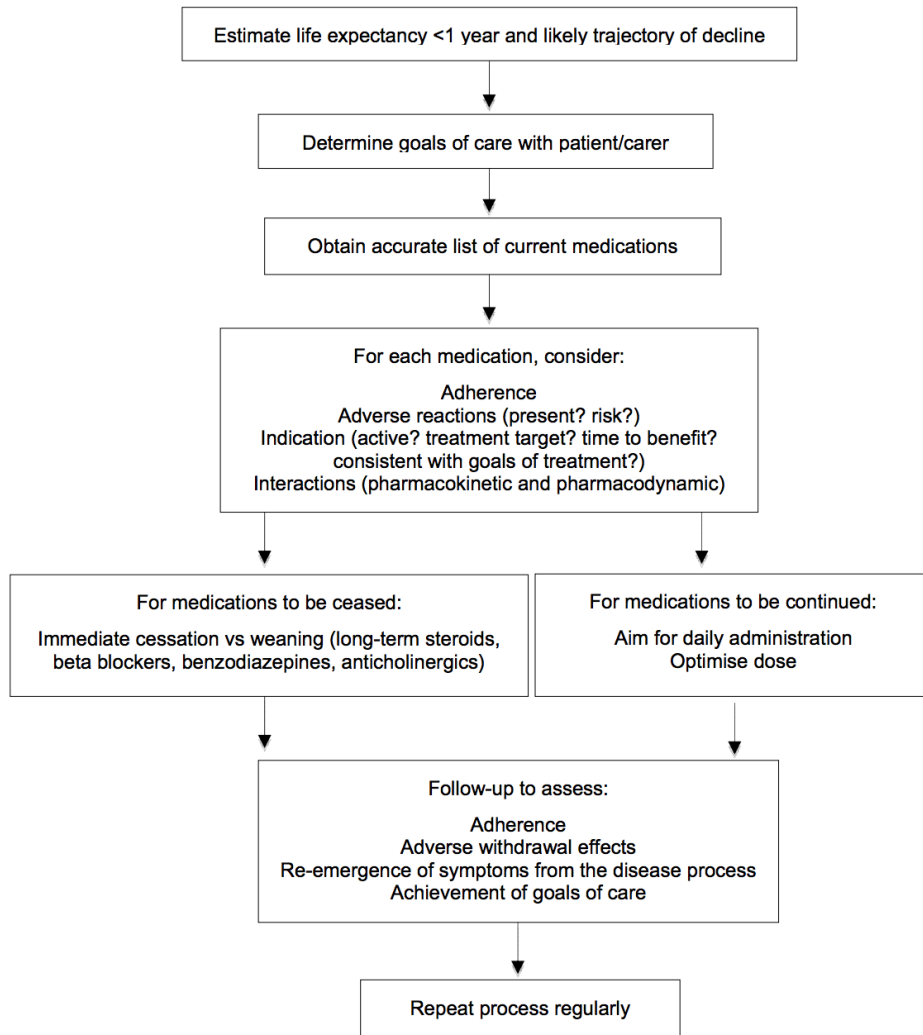 Estimate life expectancy <1 year and likely trajectory of decline
Determine goals of care with patient/carer
Obtain accurate list of current medications
For each medication, consider:
Adherence
Adverse reactions (present? risk?)
Indication (active? treatment target? time to benefit?
consistent with goals of treatment?)
Interactions (pharmacokinetic and pharmacodynamic)
For medications to be ceased:
Immediate cessation vs weaning (long-term steroids,
beta blockers, benzodiazepines, anticholinergics)
For medications to be continued:
Aim for daily administration
Optimise dose
Follow-up to assess:
Adherence
Adverse withdrawal effects
Re-emergence of symptoms from the disease process
Achievement of goals of care
Repeat process regularly